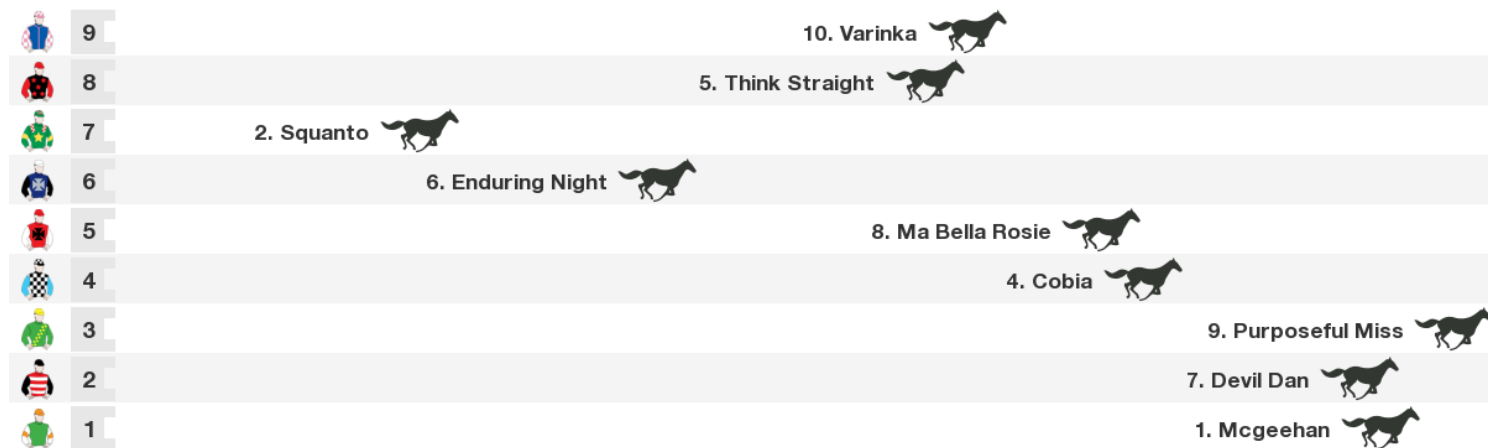 9 10. Varinka
8 5. Think Straight
7 2. Squanto
6 6. Enduring Night
5 8. Ma Bella Rosie
4 4. Cobia
3 9. Purposeful Miss
2 7. Devil Dan
1 1. Mcgeehan